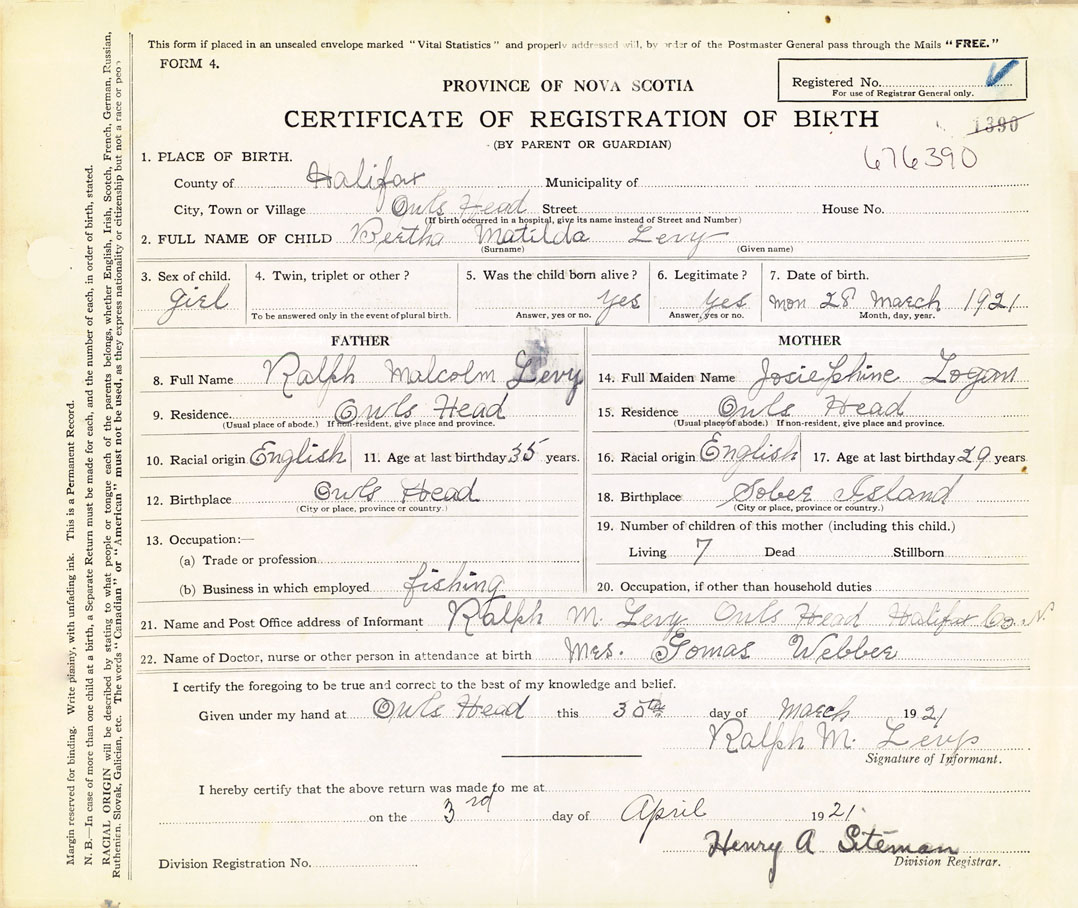 This form if placed in an unsealed envelope marked "Vital Statistics" and properly addressed will, by order of the Postmaster General pass through the Mails "FREE."
FORM 4.
PROVINCE OF NOVA SCOTIA
Registered No.
For use of Registrar General only.
CERTIFICATE OF REGISTRATION OF BIRTH
1390
(BY PARENT OR GUARDIAN)
676390
1. PLACE OF BIRTH.
County of Halifax Municipality of
City, Town or Village Owls Head Street House No.
(If birth occurred in a hospital, give its name instead of Street and Number)
2. FULL NAME OF CHILD Bertha Matilda Levy
(Surname) (Given name)
3. Sex of child. 4. Twin, triplet or other? 5. Was the child born alive? 6. Legitimate? 7. Date of birth.
girl yes yes Mon 28 March 1921
To be answered only in the event of plural birth. Answer, yes or no. Answer, yes or no. Month, day, year.
FATHER MOTHER
8. Full Name Ralph Malcolm Levy 14. Full Maiden Name Josiephine Logan
9. Residence. Owls Head 15. Residence Owls Head
(Usual place of abode.) If non-resident, give place and province. (Usual place of abode.) If non-resident, give place and province.
10. Racial origin English 11. Age at last birthday 35 years. 16. Racial origin English 17. Age at last birthday 29 years
12. Birthplace Owls Head 18. Birthplace Sober Island
(City or place, province or country.) (City or place, province or country.)
19. Number of children of this mother (including this child.)
13. Occupation:—
Living 7 Dead Stillborn
(a) Trade or profession
(b) Business in which employed fishing 20. Occupation, if other than household duties
21. Name and Post Office address of Informant Ralph M. Levy Owls Head Halifax Co. N.
22. Name of Doctor, nurse or other person in attendance at birth Mrs. Tomas Webber
I certify the foregoing to be true and correct to the best of my knowledge and belief.
Given under my hand at Owls Head this 30th day of March 1921
Ralph M. Levy
Signature of Informant.
I hereby certify that the above return was made to me at
on the 3rd day of April 1921
Henry A Siteman
Division Registrar.
Division Registration No.
Margin reserved for binding. Write plainly, with unfading ink. This is a Permanent Record.
N. B.—In case of more than one child at a birth, a Separate Return must be made for each, and the number of each, in order of birth, stated.
RACIAL ORIGIN will be described by stating to what people or tongue each of the parents belongs, whether English, Irish, Scotch, French, German, Russian,
Ruthenian, Slovak, Galician, etc. The words "Canadian" or "American" must not be used, as they express nationality or citizenship but not a race or peo